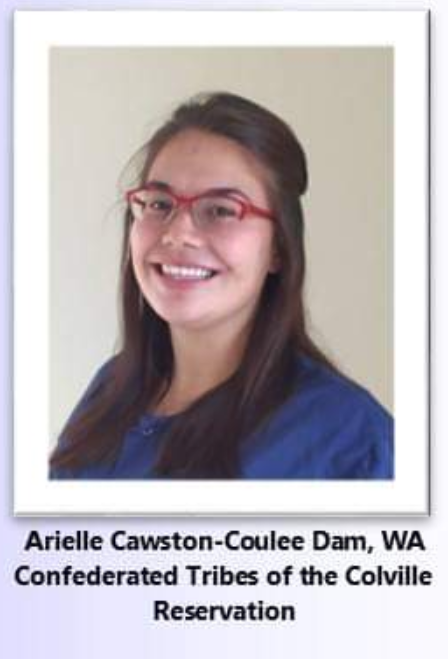 Arielle Cawston-Coulee Dam, WA
Confederated Tribes of the Colville
Reservation